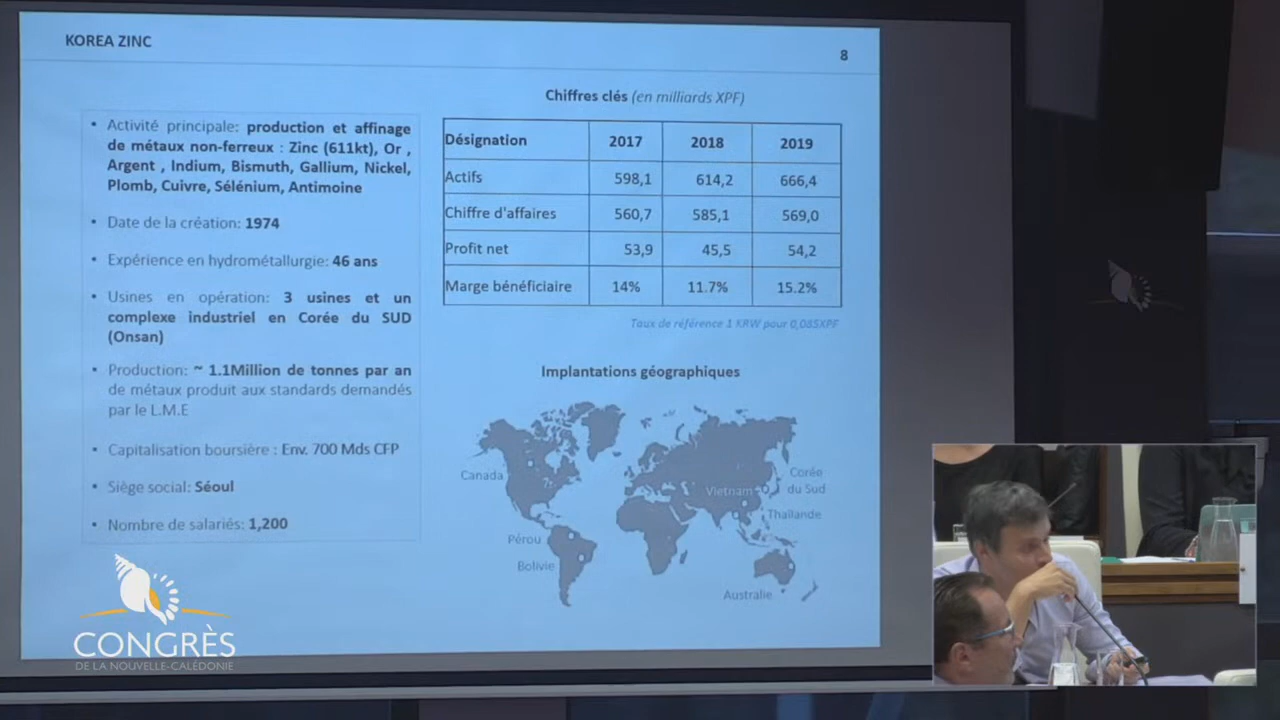 KOREA ZINC
8
• Activité principale: production et affinage
de métaux non-ferreux : Zinc (611kt), Or ,
Argent , Indium, Bismuth, Gallium, Nickel,
Plomb, Cuivre, Sélénium, Antimoine
• Date de la création: 1974
• Expérience en hydrométallurgie: 46 ans
• Usines en opération: 3 usines et un
complexe industriel en Corée du SUD
(Onsan)
• Production: ~ 1.1Million de tonnes par an
de métaux produit aux standards demandés
par le L.M.E
• Capitalisation boursière : Env. 700 Mds CFP
• Siège social: Séoul
• Nombre de salariés: 1,200
Chiffres clés (en milliards XPF)
Désignation 2017 2018 2019
Actifs 598,1 614,2 666,4
Chiffre d'affaires 560,7 585,1 569,0
Profit net 53,9 45,5 54,2
Marge bénéficiaire 14% 11.7% 15.2%
Taux de référence 1 KRW pour 0,085XPF
Implantations géographiques
Canada
Corée
du Sud
Vietnam
Thaïlande
Pérou
Bolivie
Australie
CONGRÈS
DE LA NOUVELLE-CALÉDONIE